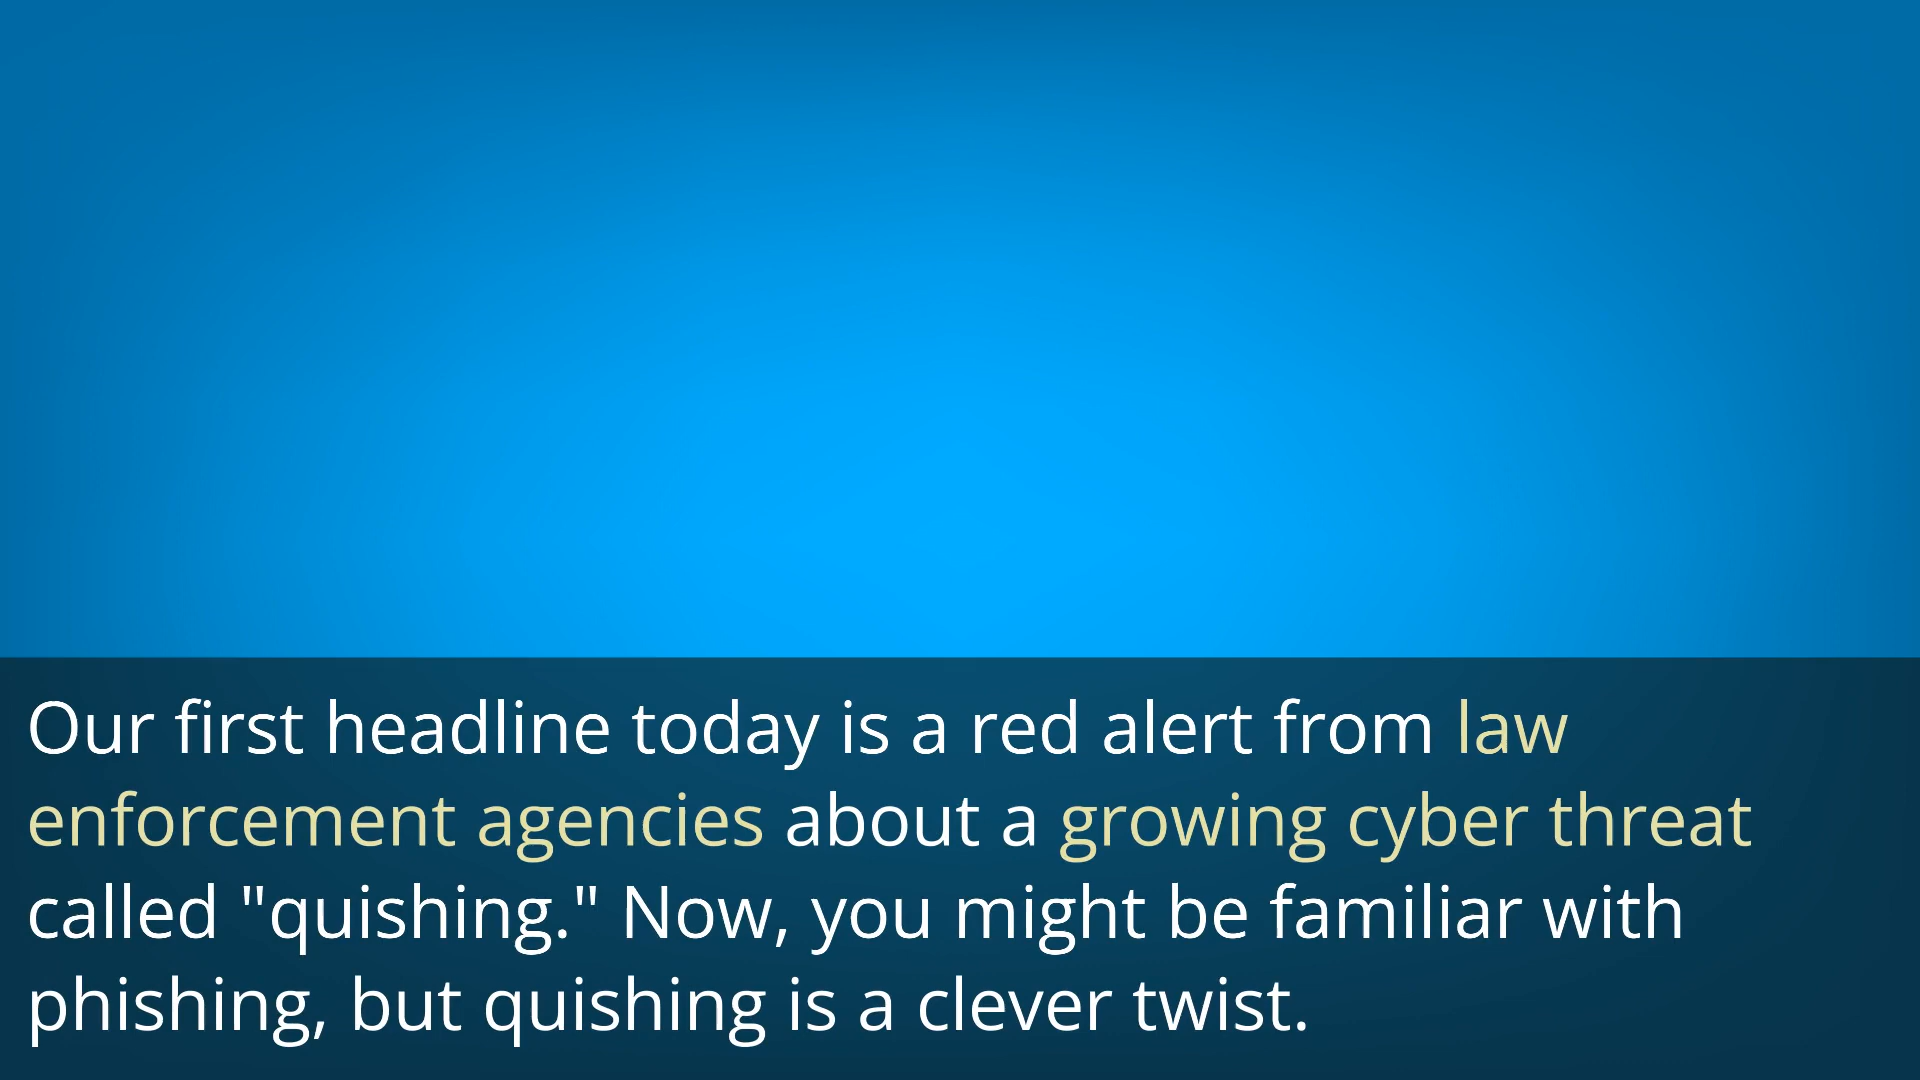 Our first headline today is a red alert from law
enforcement agencies about a growing cyber threat
called "quishing." Now, you might be familiar with
phishing, but quishing is a clever twist.